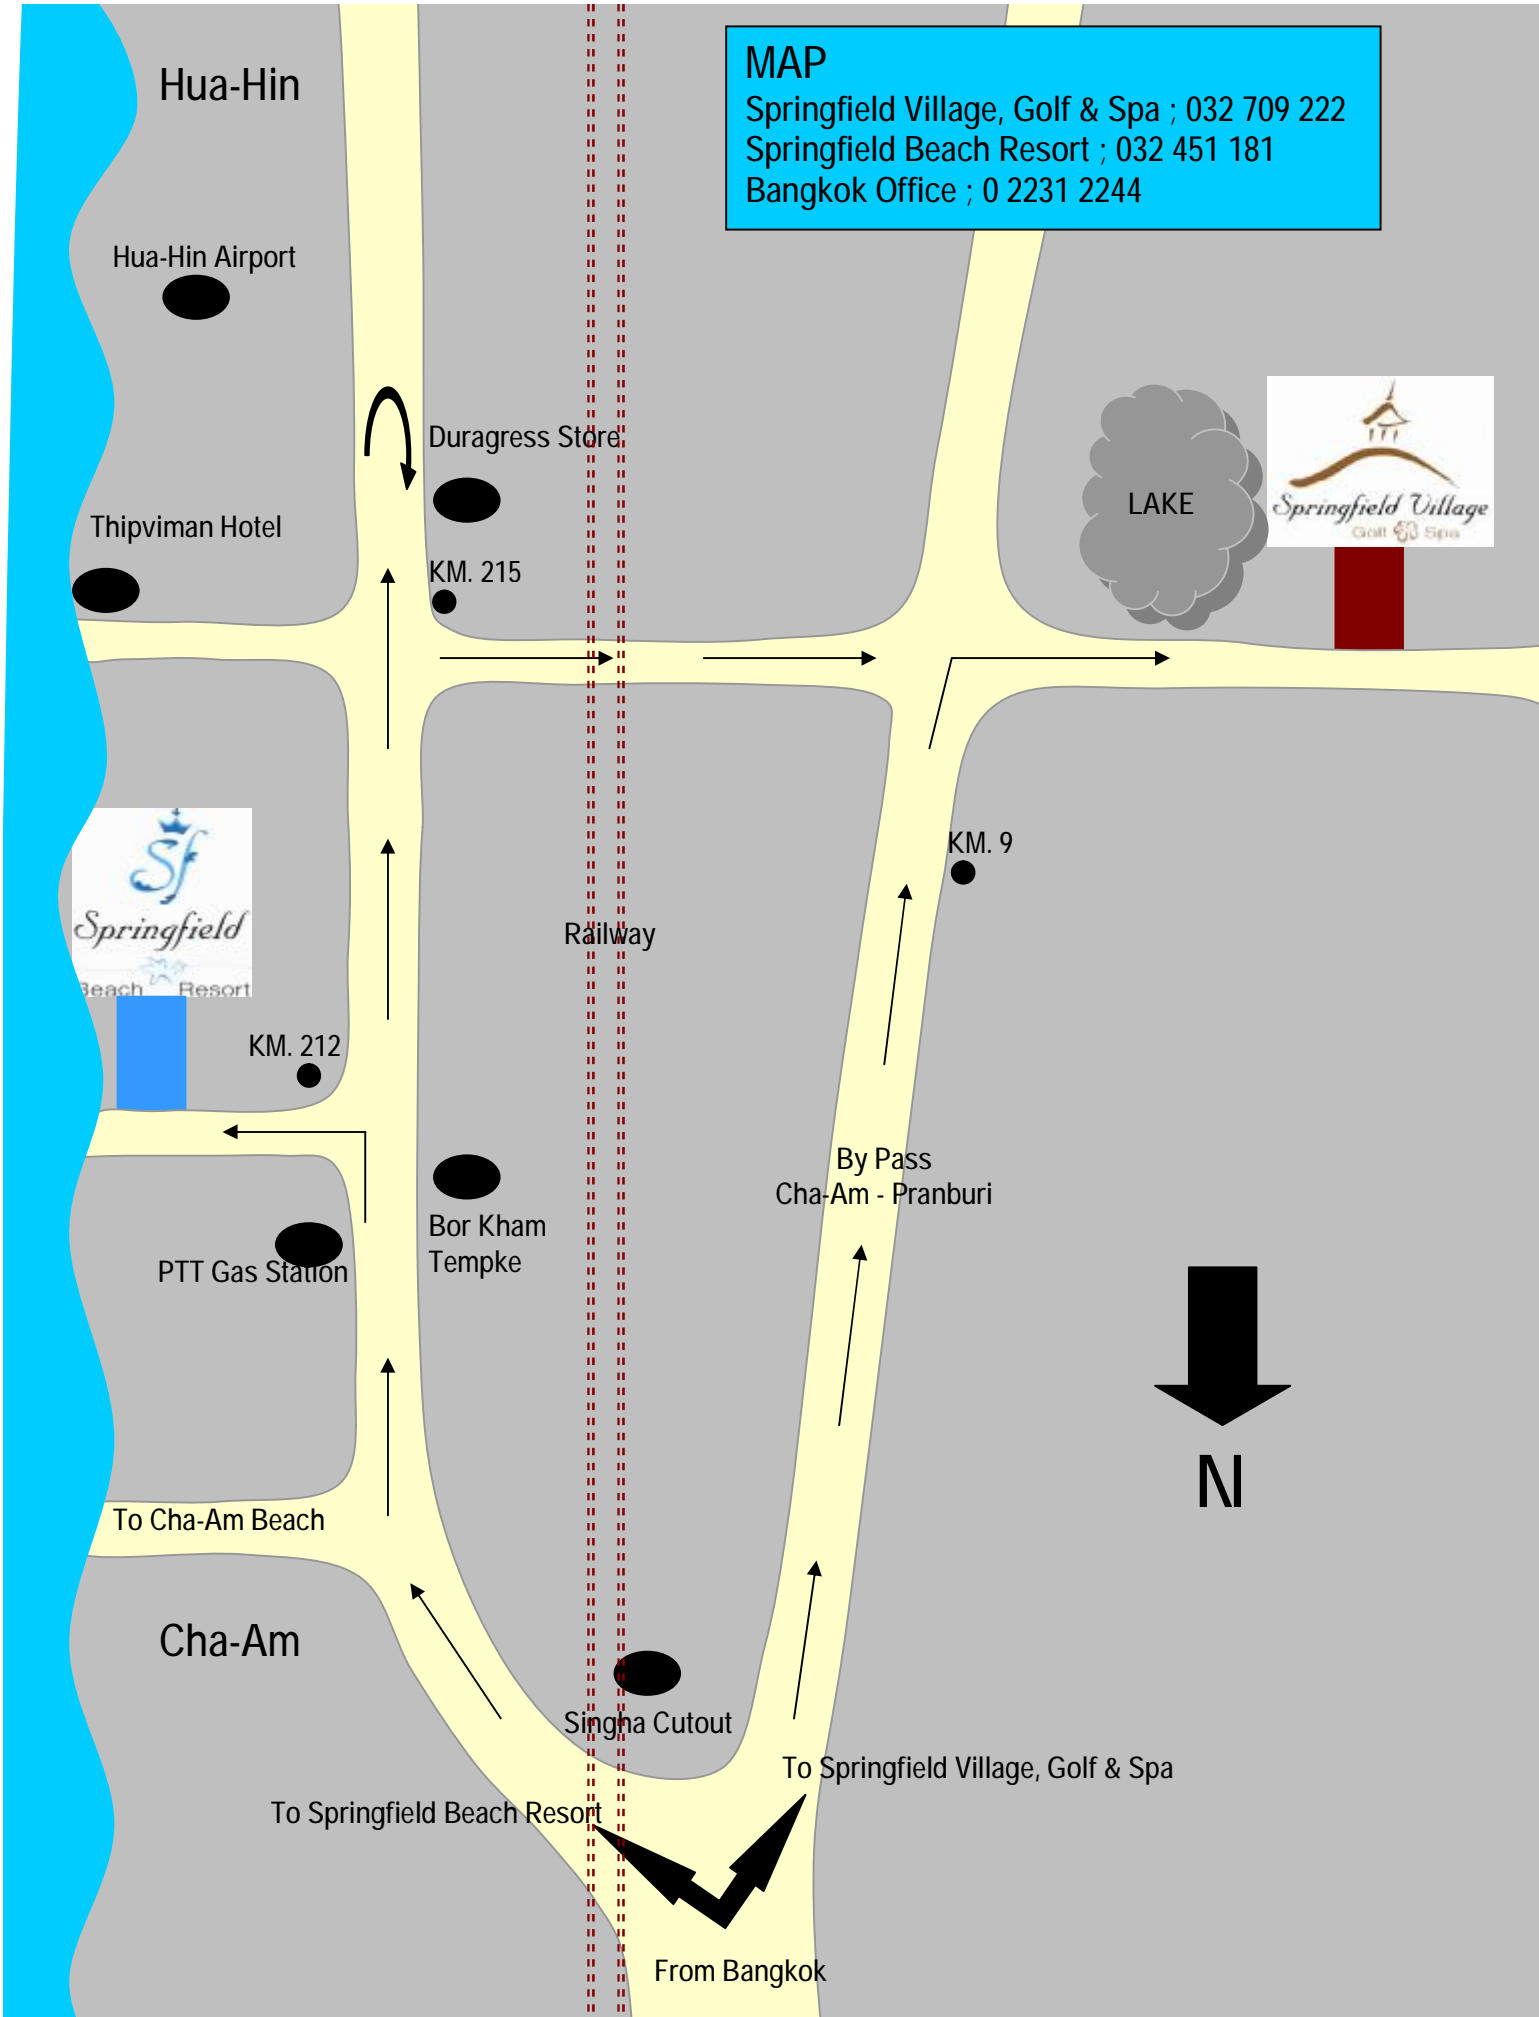 Hua-Hin
MAP
Springfield Village, Golf & Spa ; 032 709 222
Springfield Beach Resort ; 032 451 181
Bangkok Office ; 0 2231 2244
Hua-Hin Airport
Duragress Store
LAKE
Springfield Village
Golf Spa
Thipviman Hotel
KM. 215
KM. 9
Sf
Springfield
Beach Resort
Railway
KM. 212
By Pass
Cha-Am - Pranburi
Bor Kham
Tempke
PTT Gas Station
N
To Cha-Am Beach
Cha-Am
Singha Cutout
To Springfield Village, Golf & Spa
To Springfield Beach Resort
From Bangkok